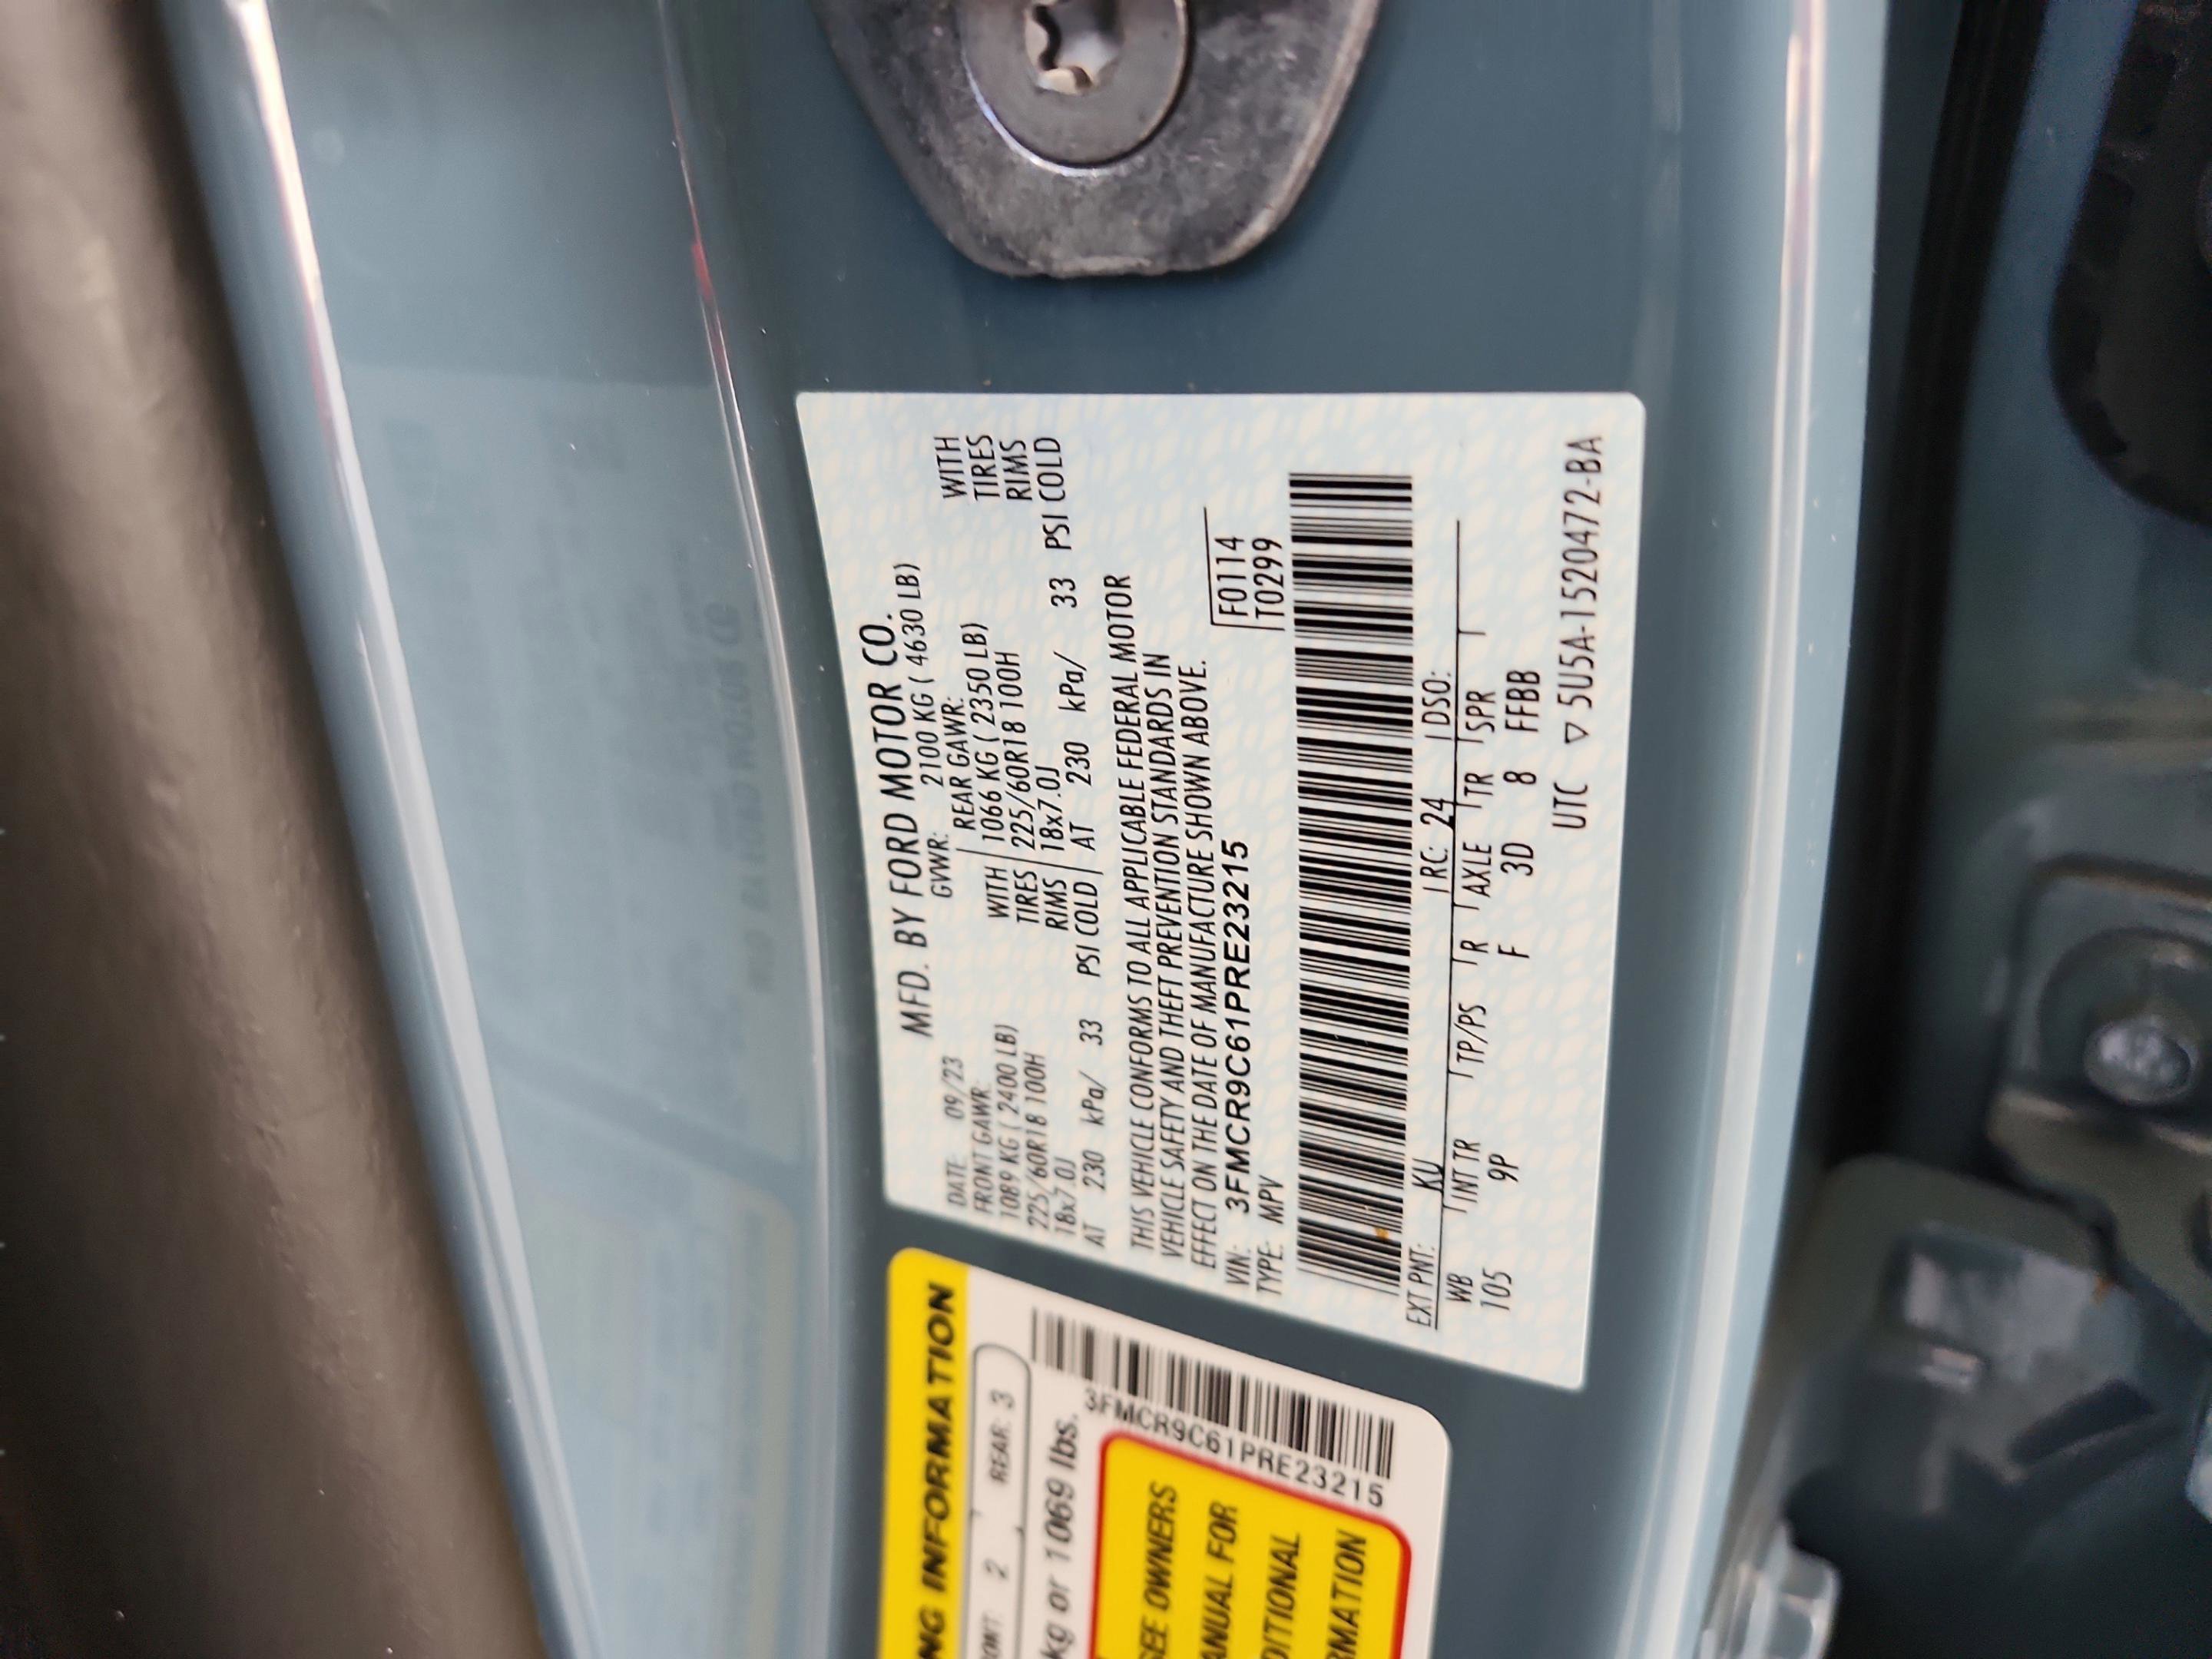 MFD. BY FORD MOTOR CO.
DATE: 09/23 GVWR: 2100 KG ( 4630 LB)
FRONT GAWR: REAR GAWR: WITH
1089 KG ( 2400 LB) WITH 1066 KG ( 2350 LB) TIRES
225/60R18 100H TIRES 225/60R18 100H RIMS
18x7.0J RIMS 18x7.0J PSI COLD
AT 230 kPa/ 33 PSI COLD AT 230 kPa/ 33
THIS VEHICLE CONFORMS TO ALL APPLICABLE FEDERAL MOTOR
VEHICLE SAFETY AND THEFT PREVENTION STANDARDS IN
EFFECT ON THE DATE OF MANUFACTURE SHOWN ABOVE.
VIN: 3FMCR9C61PRE23215 F0114
TYPE: MPV T0299
EXT PNT: KU RC: 24 DSO:
WB INT TR TP/PS R AXLE TR SPR
105 9P F 3D 8 FFBB
UTC ▽ 5U5A-1520472-BA
NG INFORMATION
2 REAR 3
kg or 1069 lbs.
3FMCR9C61PRE23215
SEE OWNERS
ANUAL FOR
DITIONAL
RMATION